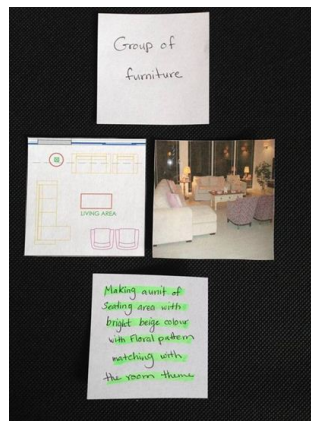 Group of
furniture
LIVING AREA
Making a unit of
Seating area with
bright beige colour
with Floral pattern
matching with
the room theme